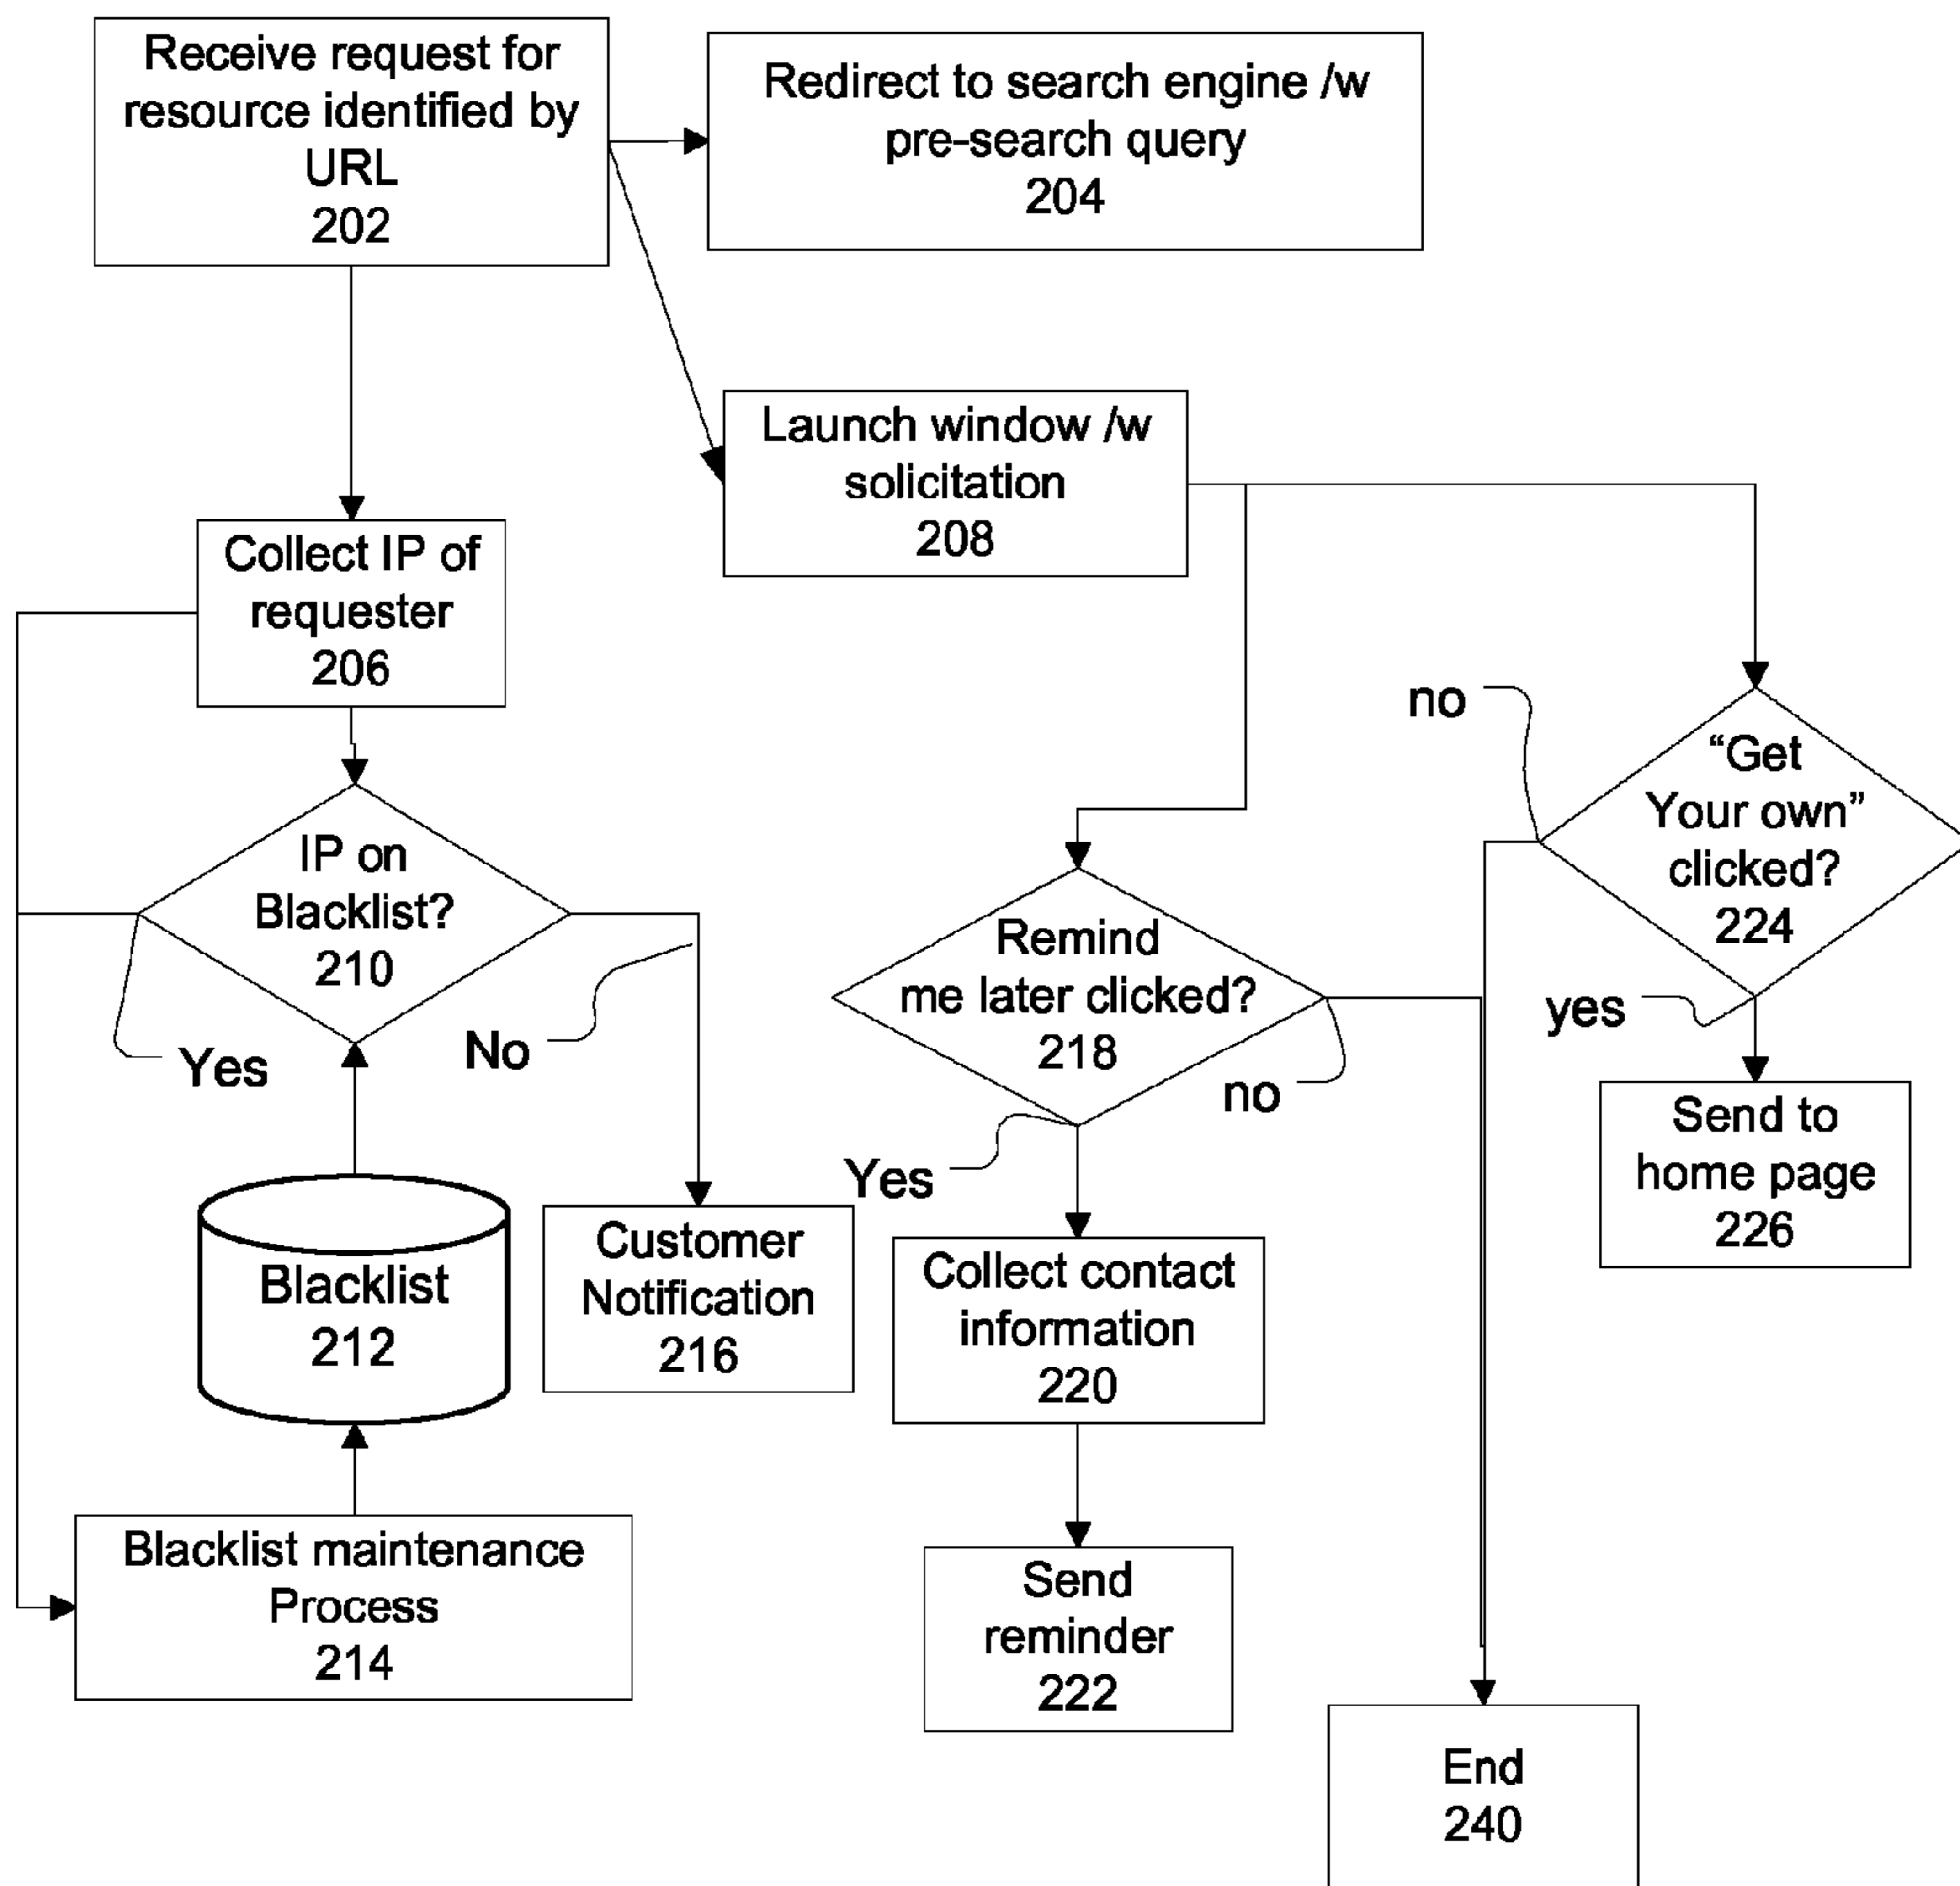 Receive request for
resource identified by
URL
202
Redirect to search engine /w
pre-search query
204
Launch window /w
solicitation
208
Collect IP of
requester
206
no
“Get
Your own”
clicked?
224
IP on
Blacklist?
210
Remind
me later clicked?
218
yes
Yes
No
no
Yes
Send to
home page
226
Blacklist
212
Customer
Notification
216
Collect contact
information
220
Blacklist maintenance
Process
214
Send
reminder
222
End
240